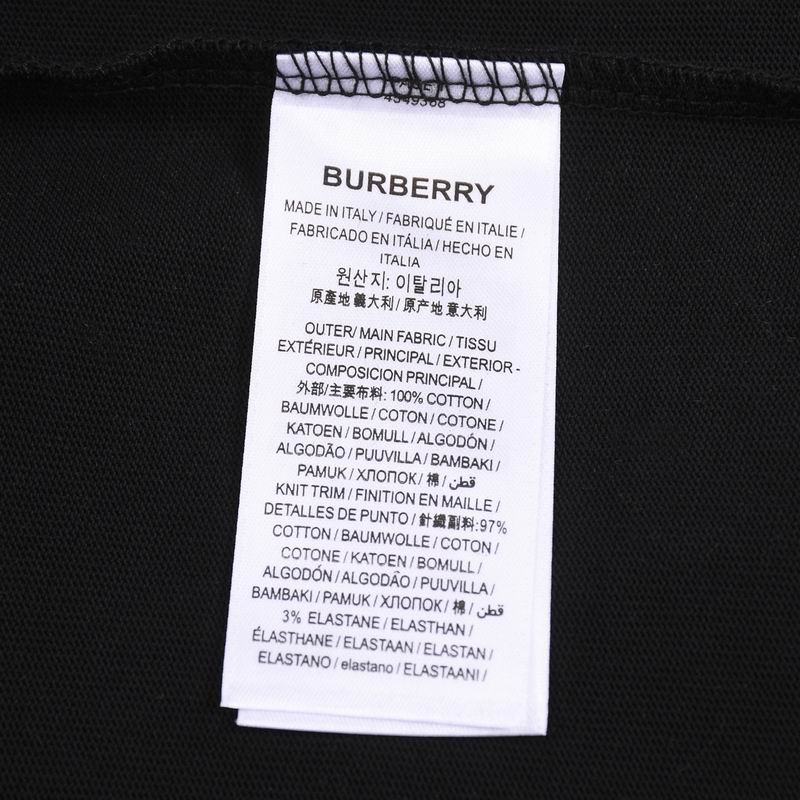 4549368
BURBERRY
MADE IN ITALY / FABRIQUÉ EN ITALIE /
FABRICADO EN ITÁLIA / HECHO EN
ITALIA
원산지: 이탈리아
原產地 義大利 / 原产地 意大利
OUTER/ MAIN FABRIC / TISSU
EXTÉRIEUR / PRINCIPAL / EXTERIOR -
COMPOSICION PRINCIPAL /
外部/主要布料: 100% COTTON /
BAUMWOLLE / COTON / COTONE /
KATOEN / BOMULL / ALGODÓN /
ALGODÃO / PUUVILLA / BAMBAKI /
PAMUK / ХЛОПОК / 棉 / قطن /
KNIT TRIM / FINITION EN MAILLE /
DETALLES DE PUNTO / 針織副料: 97%
COTTON / BAUMWOLLE / COTON /
COTONE / KATOEN / BOMULL /
ALGODÓN / ALGODÃO / PUUVILLA /
BAMBAKI / PAMUK / ХЛОПОК / 棉 / قطن /
3% ELASTANE / ELASTHAN /
ÉLASTHANE / ELASTAAN / ELASTAN /
ELASTANO / elastano / ELASTAANI /